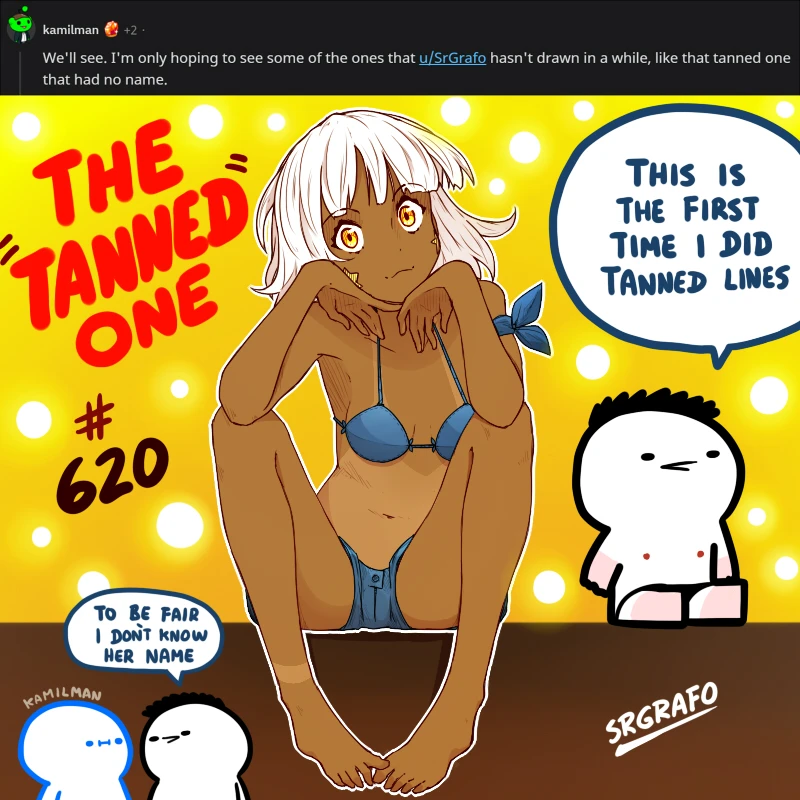 kamilman +2 ·
We'll see. I'm only hoping to see some of the ones that u/SrGrafo hasn't drawn in a while, like that tanned one
that had no name.
THE
TANNED
ONE
#
620
THIS IS
THE FIRST
TIME I DID
TANNED LINES
TO BE FAIR
I DON'T KNOW
HER NAME
KAMILMAN
SRGRAFO